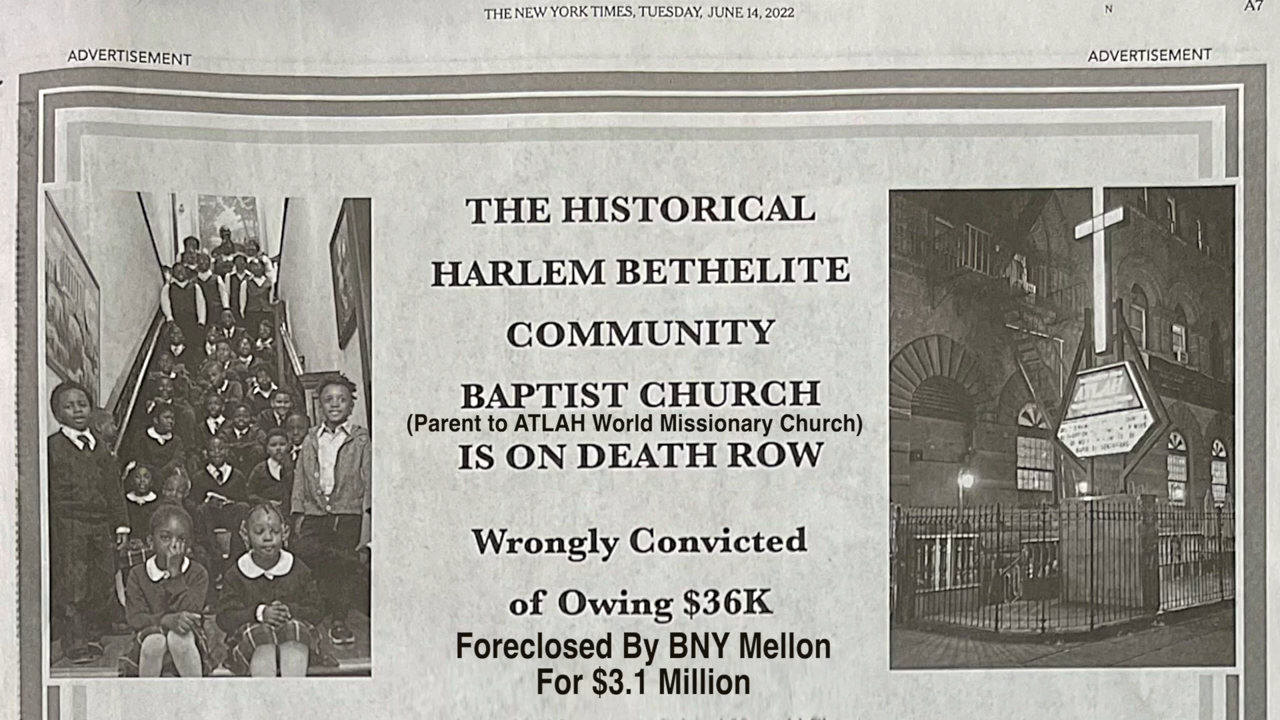 THE NEW YORK TIMES, TUESDAY, JUNE 14, 2022
N
A7
ADVERTISEMENT
ADVERTISEMENT
THE HISTORICAL
HARLEM BETHELITE
COMMUNITY
BAPTIST CHURCH
(Parent to ATLAH World Missionary Church)
IS ON DEATH ROW
Wrongly Convicted
of Owing $36K
Foreclosed By BNY Mellon
For $3.1 Million
ATLAH